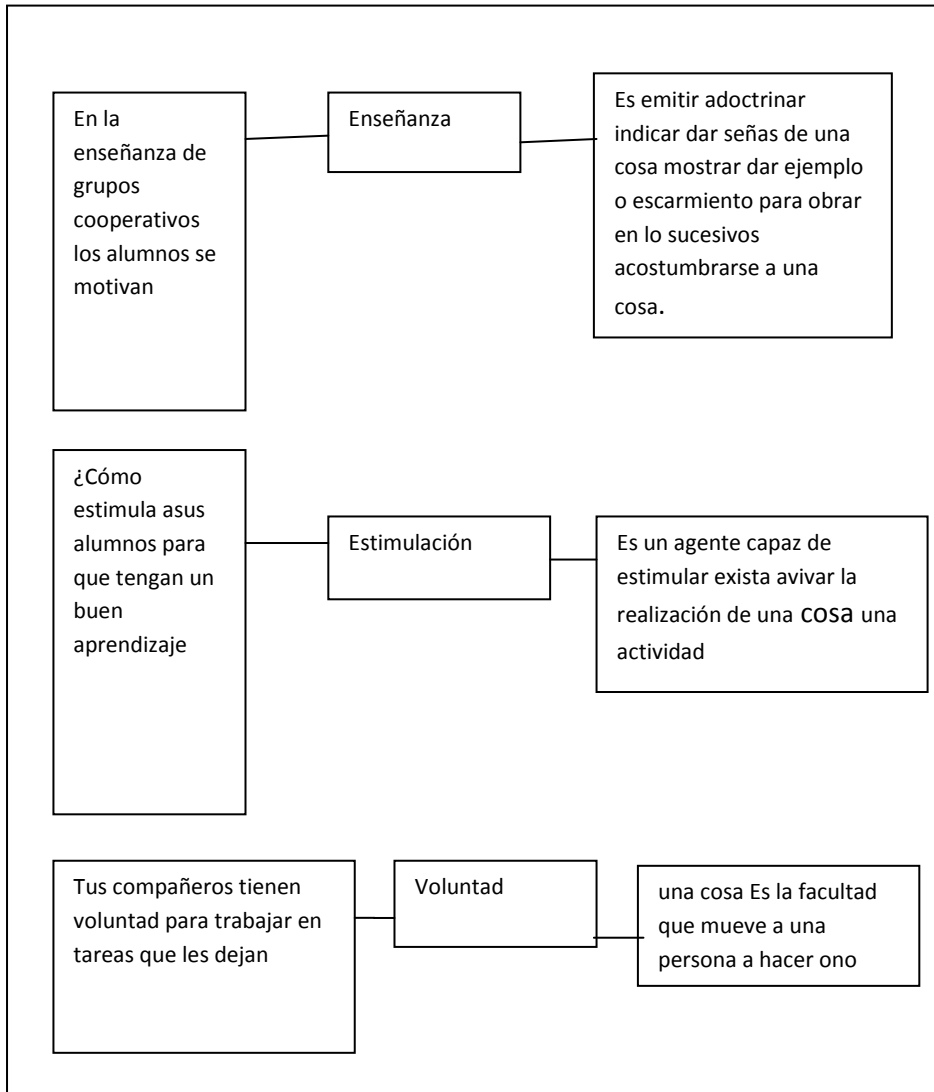 En la
enseñanza de
grupos
cooperativos
los alumnos se
motivan
Enseñanza
Es emitir adoctrinar
indicar dar señas de una
cosa mostrar dar ejemplo
o escarmiento para obrar
en lo sucesivos
acostumbrarse a una
cosa.
¿Cómo
estimula asus
alumnos para
que tengan un
buen
aprendizaje
Estimulación
Es un agente capaz de
estimular exista avivar la
realización de una cosa una
actividad
Tus compañeros tienen
voluntad para trabajar en
tareas que les dejan
Voluntad
una cosa Es la facultad
que mueve a una
persona a hacer ono